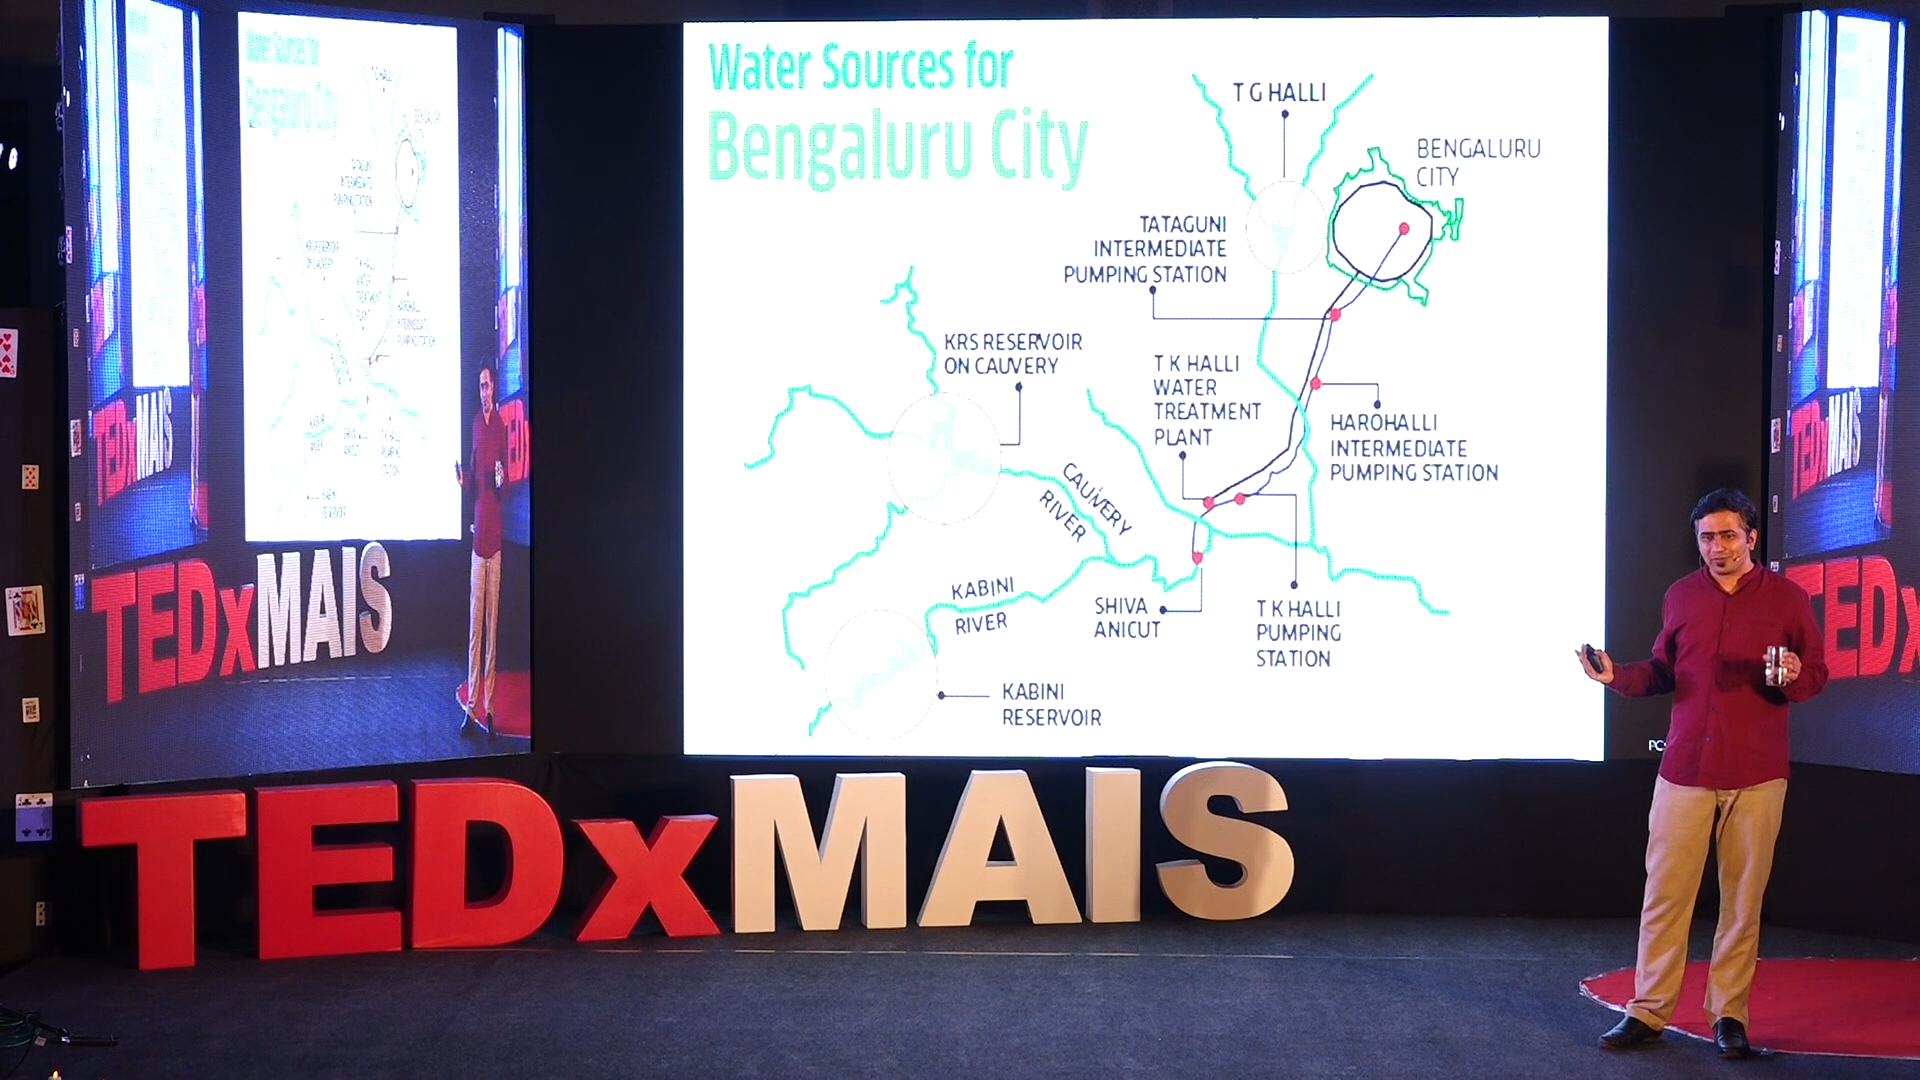 Water Sources for
Bengaluru City
T G HALLI
BENGALURU
CITY
TATAGUNI
INTERMEDIATE
PUMPING STATION
KRS RESERVOIR
ON CAUVERY
T K HALLI
WATER
TREATMENT
PLANT
HAROHALLI
INTERMEDIATE
PUMPING STATION
CAUVERY
RIVER
KABINI
RIVER
SHIVA
ANICUT
T K HALLI
PUMPING
STATION
KABINI
RESERVOIR
TEDxMAIS
TEDxMAIS
TEDxMAIS